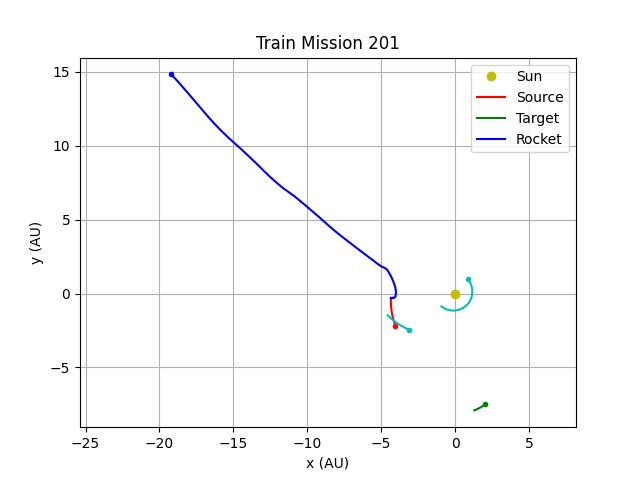 Train Mission 201
Sun
Source
Target
Rocket
15
10
5
0
−5
y (AU)
−25
−20
−15
−10
−5
0
5
x (AU)